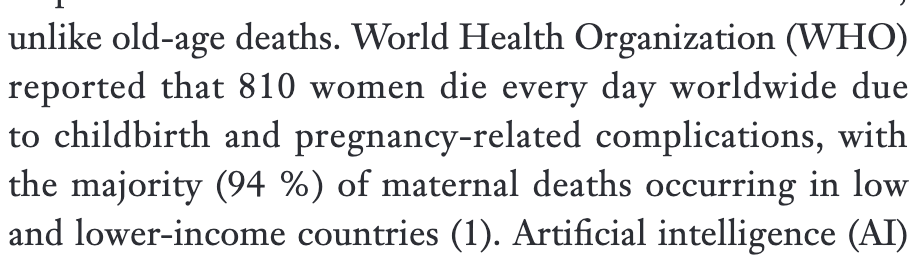 unlike old-age deaths. World Health Organization (WHO)
reported that 810 women die every day worldwide due
to childbirth and pregnancy-related complications, with
the majority (94 %) of maternal deaths occurring in low
and lower-income countries (1). Artificial intelligence (AI)